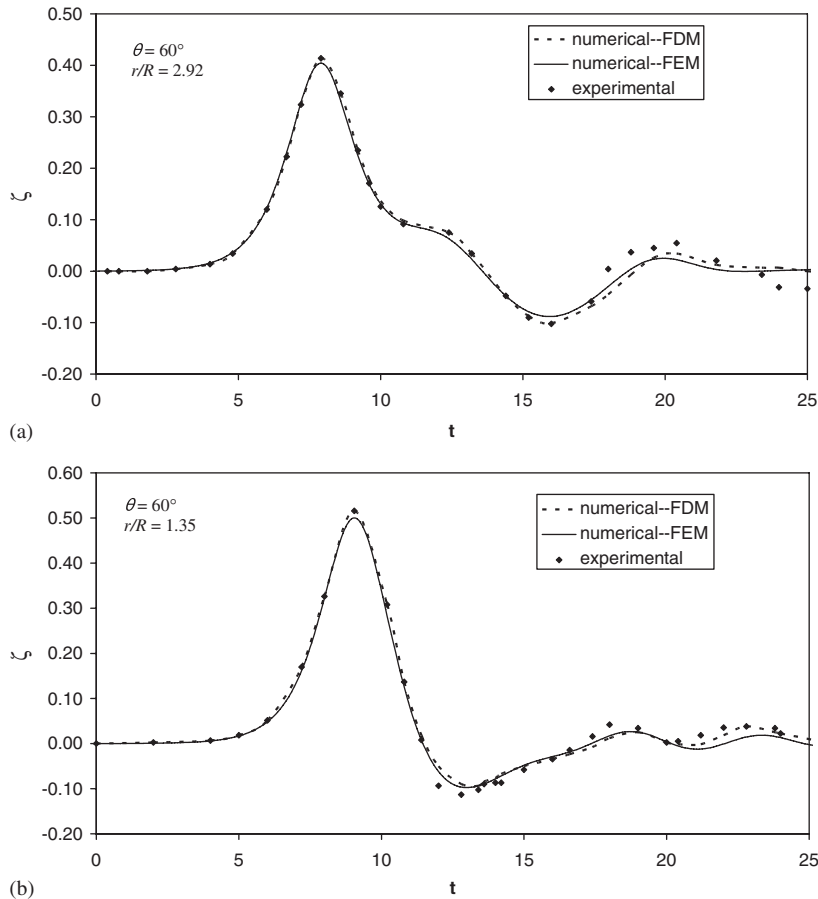 0.50
0.40
0.30
0.20
0.10
0.00
-0.10
-0.20
ζ
θ = 60°
r/R = 2.92
numerical--FDM
numerical--FEM
experimental
0 5 10 15 20 25
t
(a)
0.60
0.50
0.40
0.30
0.20
0.10
0.00
-0.10
-0.20
ζ
θ = 60°
r/R = 1.35
numerical--FDM
numerical--FEM
experimental
0 5 10 15 20 25
t
(b)